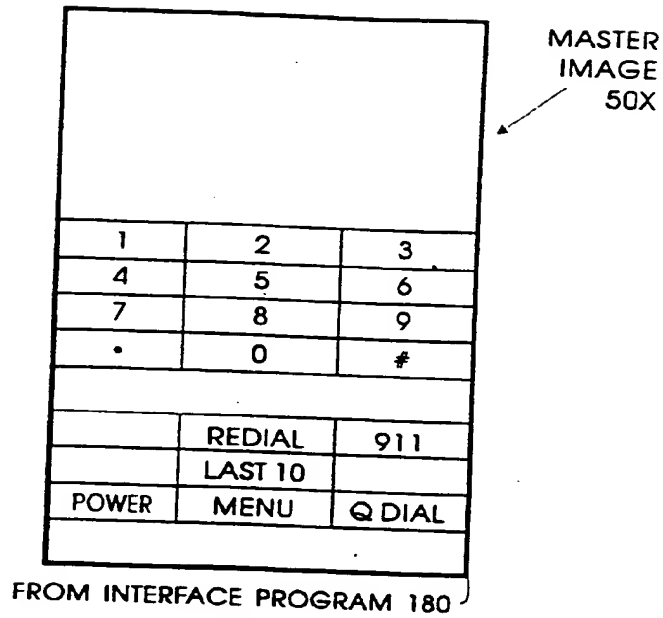 MASTER
IMAGE
50X
1 2 3
4 5 6
7 8 9
• 0 #
REDIAL 911
LAST 10
POWER MENU Q DIAL
FROM INTERFACE PROGRAM 180